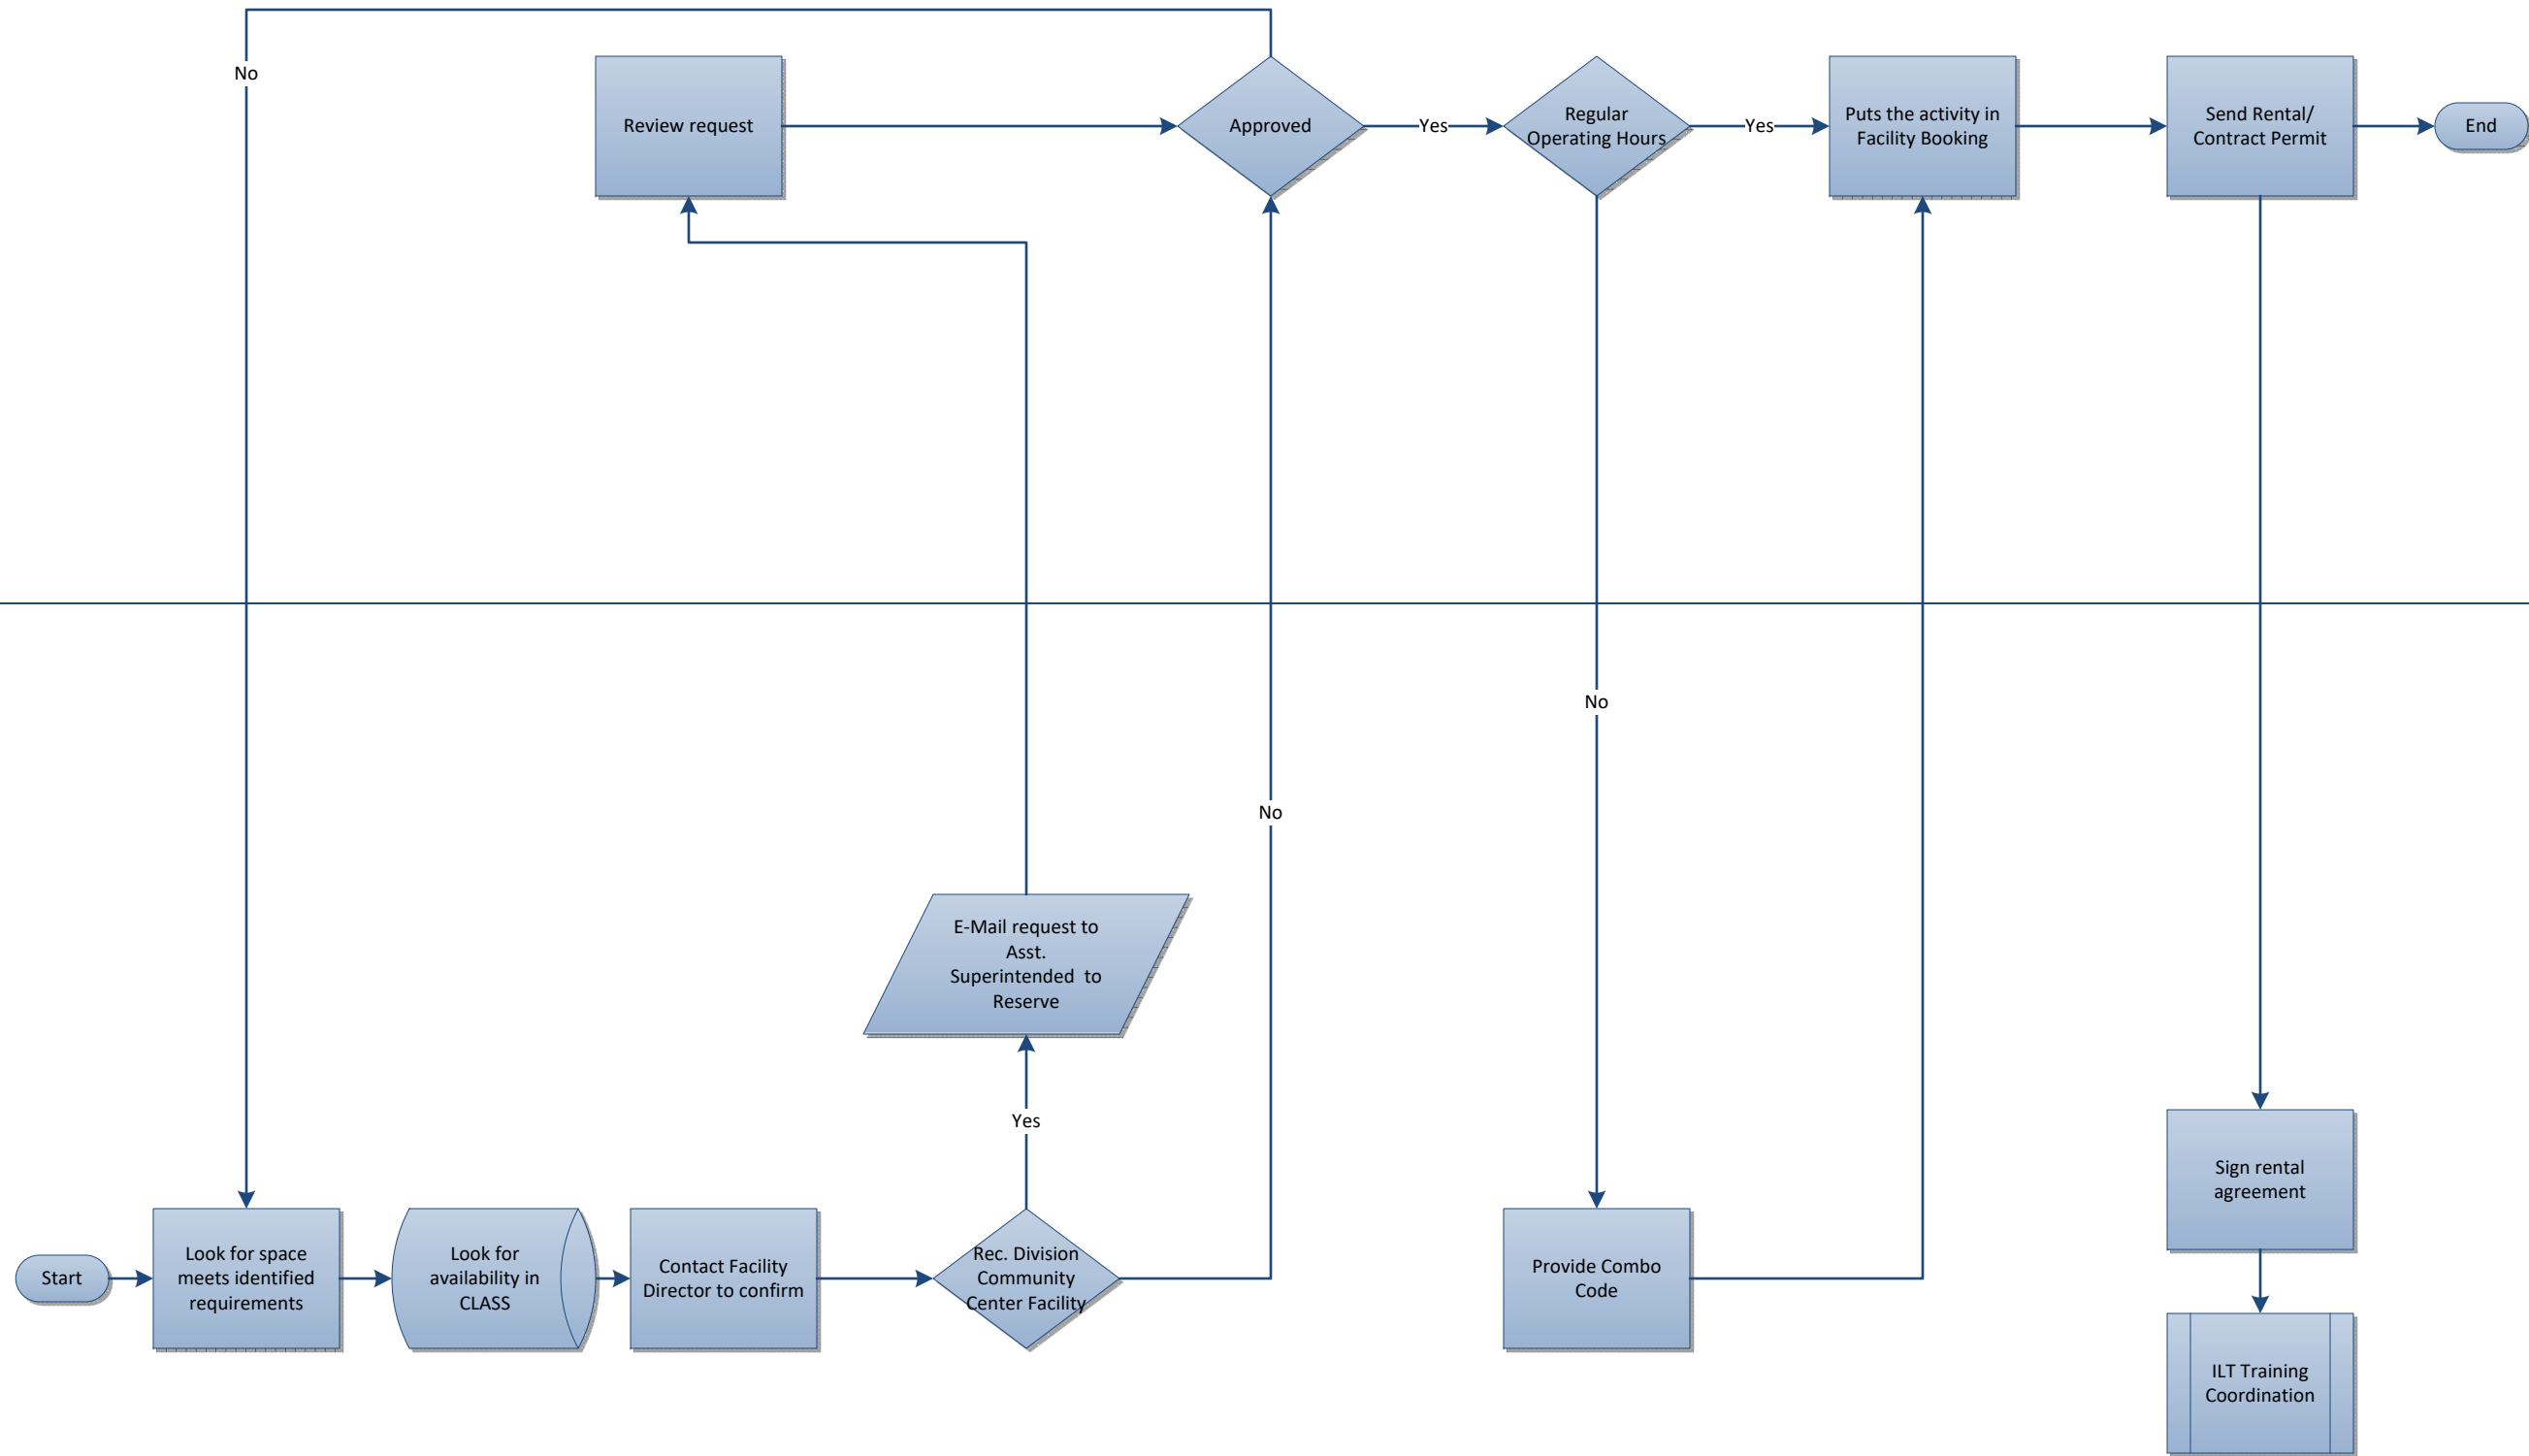 No
Review request
Approved
Yes
Regular
Operating Hours
Yes
Puts the activity in
Facility Booking
Send Rental/
Contract Permit
End
No
No
E-Mail request to
Asst.
Superintended  to
Reserve
Yes
Start
Look for space
meets identified
requirements
Look for
availability in
CLASS
Contact Facility
Director to confirm
Rec. Division
Community
Center Facility
Provide Combo
Code
Sign rental
agreement
ILT Training
Coordination